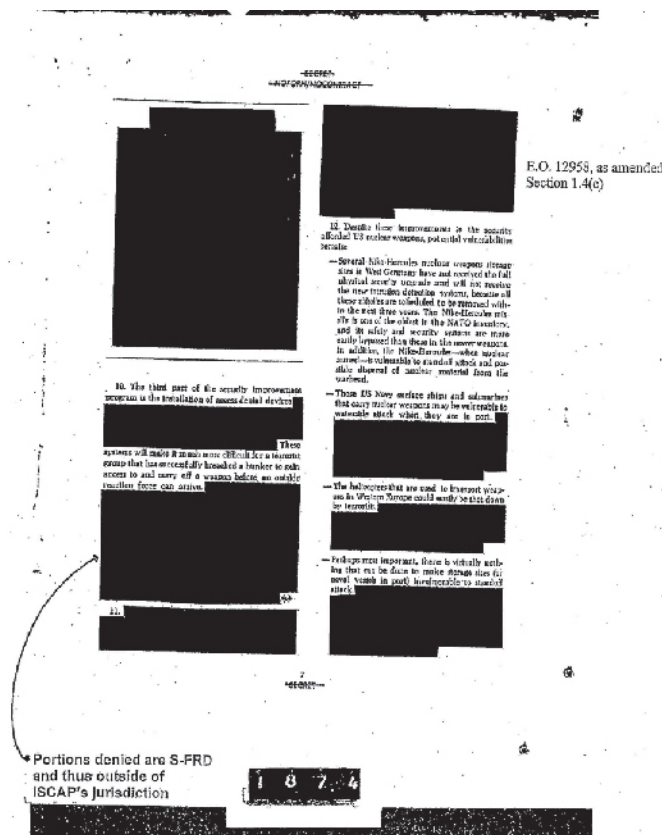 SECRET
NOFORN/NOCONTRACT
E.O. 12958, as amended
Section 1.4(c)
10. The third part of the security improvement
program is the installation of access denial devices
These
systems will make it much more difficult for a terrorist
group that has successfully breached a bunker to gain
access to and carry off a weapon before an outside
reaction force can arrive.
11.
12. Despite these improvements in the security
afforded US nuclear weapons, potential vulnerabilities
remain:
— Several Nike-Hercules nuclear weapons storage
sites in West Germany have not received the full
physical security upgrade and will not receive
the new intrusion detection systems, because all
these missiles are scheduled to be removed with-
in the next three years. The Nike-Hercules mis-
sile is one of the oldest in the NATO inventory,
and its safety and security systems are more
easily bypassed than those in the newer weapons.
In addition, the Nike-Hercules—when nuclear
armed—is vulnerable to standoff attack and pos-
sible dispersal of nuclear material from the
warhead.
— Those US Navy surface ships and submarines
that carry nuclear weapons may be vulnerable to
waterside attack when they are in port.
— The helicopters that are used to transport weap-
ons in Western Europe could easily be shot down
by terrorists.
— Perhaps most important, there is virtually noth-
ing that can be done to make storage sites (or
naval vessels in port) invulnerable to standoff
attack.
7
SECRET
Portions denied are S-FRD
and thus outside of
ISCAP's jurisdiction
1 8 7 4